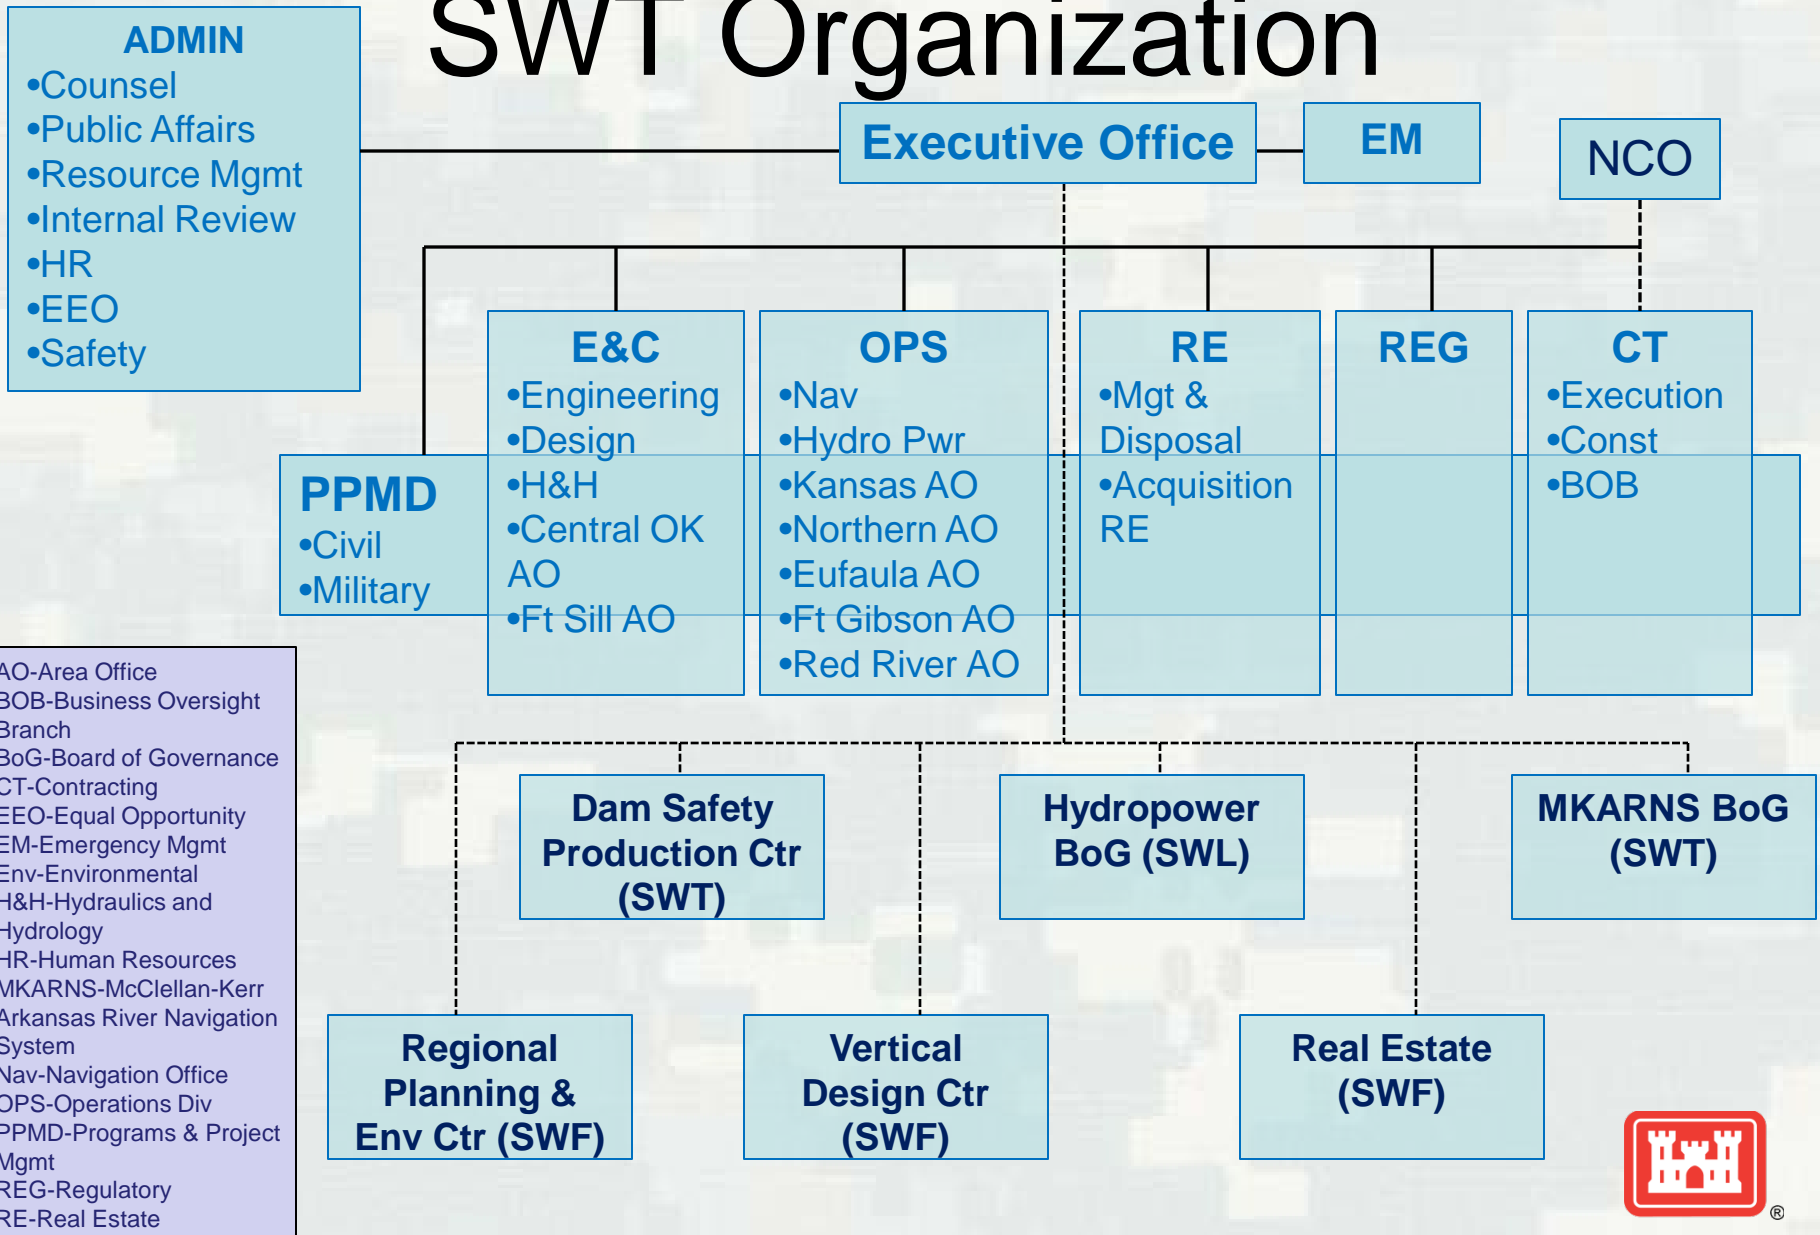 SWT Organization
ADMIN
•Counsel
•Public Affairs
•Resource Mgmt
•Internal Review
•HR
•EEO
•Safety
Executive Office
EM
NCO
PPMD
•Civil
•Military
E&C
•Engineering
•Design
•H&H
•Central OK
AO
•Ft Sill AO
OPS
•Nav
•Hydro Pwr
•Kansas AO
•Northern AO
•Eufaula AO
•Ft Gibson AO
•Red River AO
RE
•Mgt &
Disposal
•Acquisition
RE
REG
CT
•Execution
•Const
•BOB
AO-Area Office
BOB-Business Oversight
Branch
BoG-Board of Governance
CT-Contracting
EEO-Equal Opportunity
EM-Emergency Mgmt
Env-Environmental
H&H-Hydraulics and
Hydrology
HR-Human Resources
MKARNS-McClellan-Kerr
Arkansas River Navigation
System
Nav-Navigation Office
OPS-Operations Div
PPMD-Programs & Project
Mgmt
REG-Regulatory
RE-Real Estate
Dam Safety
Production Ctr
(SWT)
Hydropower
BoG (SWL)
MKARNS BoG
(SWT)
Regional
Planning &
Env Ctr (SWF)
Vertical
Design Ctr
(SWF)
Real Estate
(SWF)
®